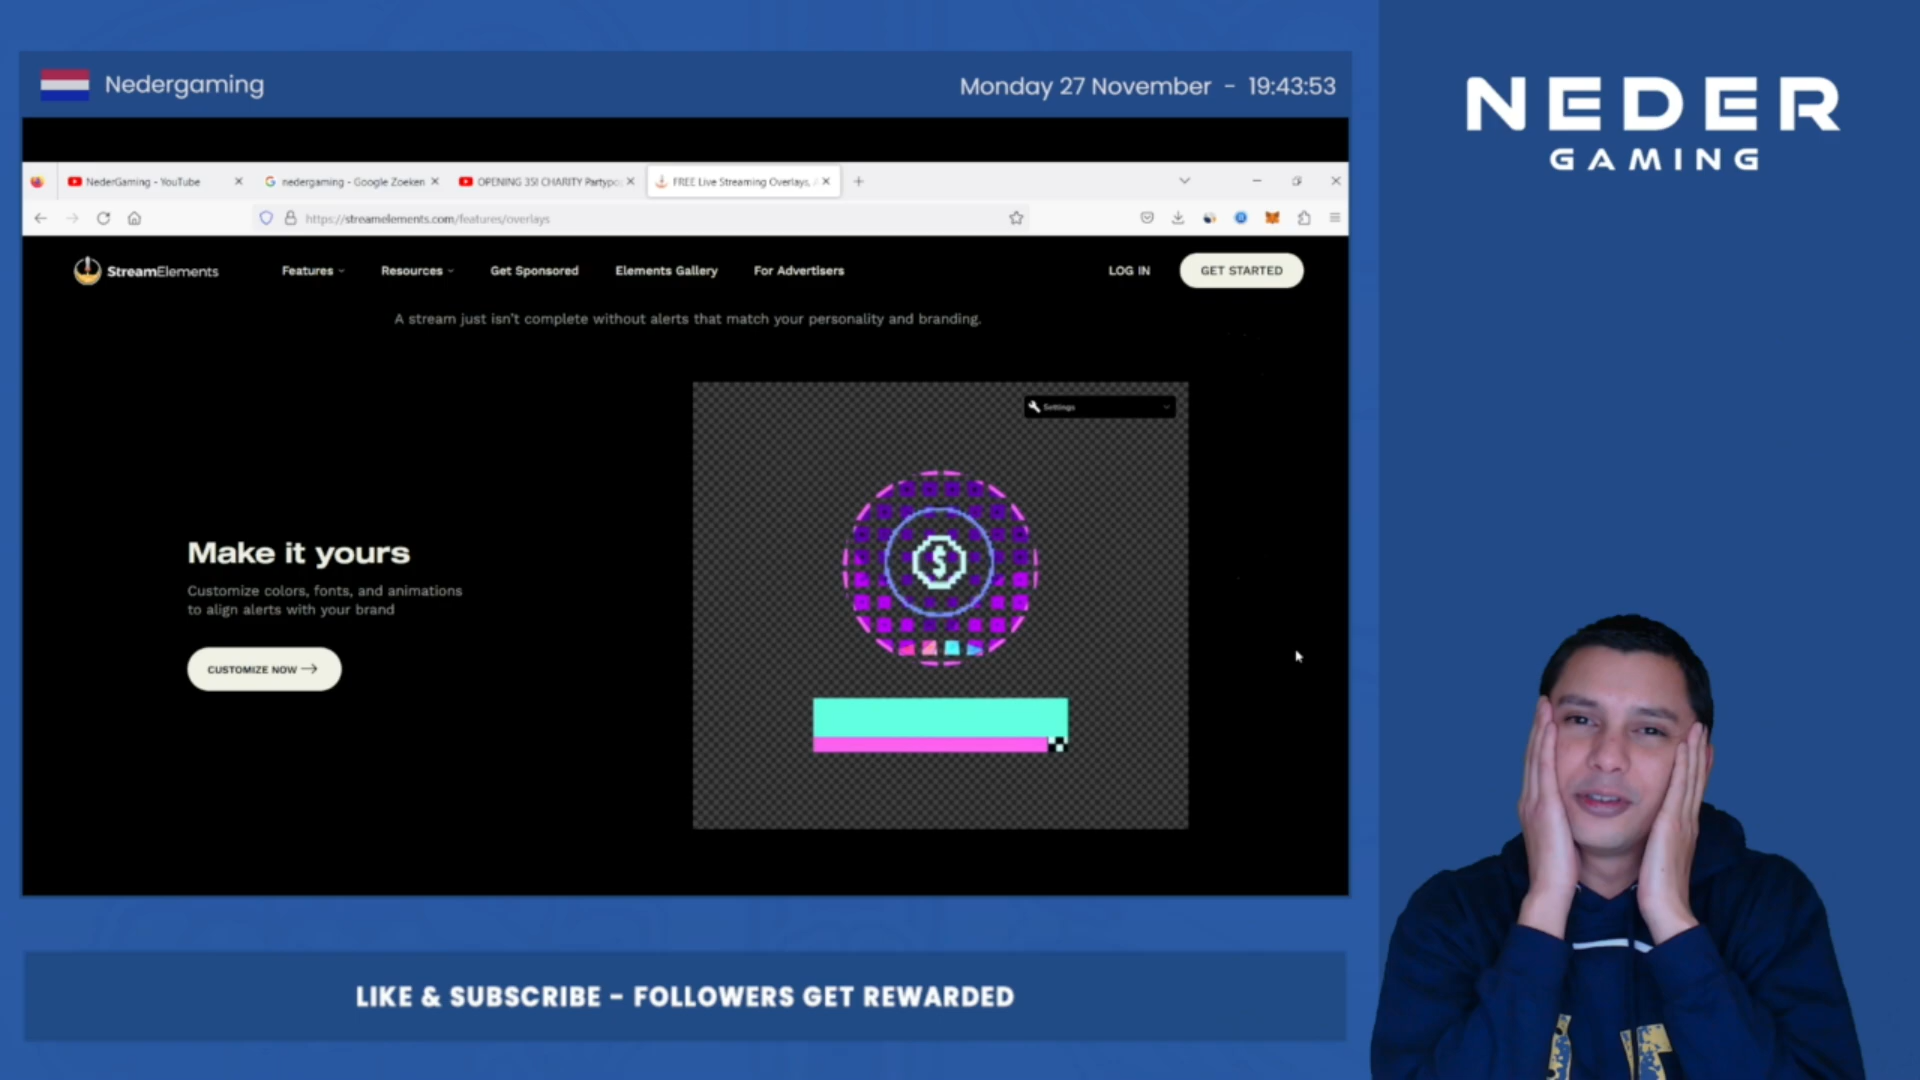 Nedergaming
Monday 27 November - 19:43:53
NEDER
GAMING
NederGaming - YouTube
nedergaming - Google Zoeken
OPENING 35! CHARITY
FREE Live Streaming Overlays,
https://streamelements.com/features/overlays
StreamElements
Features
Resources
Get Sponsored
Elements Gallery
For Advertisers
LOG IN
GET STARTED
A stream just isn't complete without alerts that match your personality and branding.
Settings
$
Make it yours
Customize colors, fonts, and animations
to align alerts with your brand
CUSTOMIZE NOW
LIKE & SUBSCRIBE - FOLLOWERS GET REWARDED